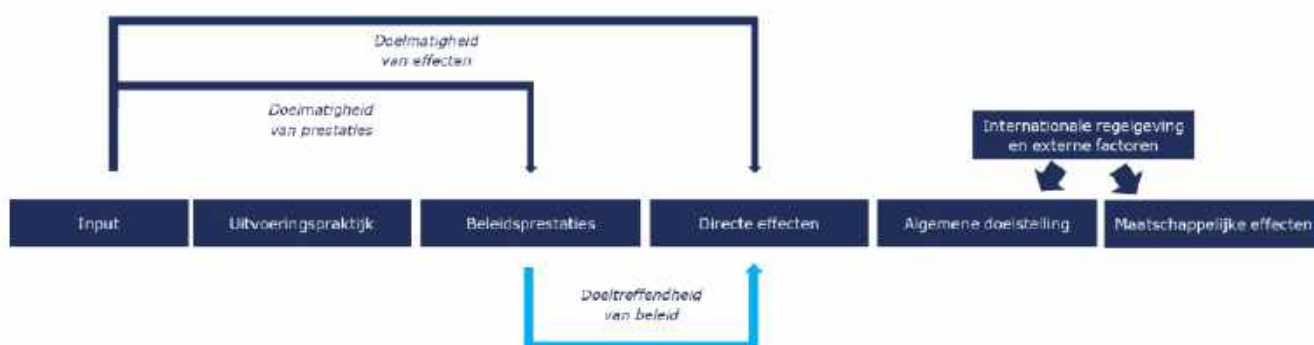 Doelmatigheid
van effecten
Doelmatigheid
van prestaties
Internationale regelgeving
en externe factoren
Input
Uitvoeringspraktijk
Beleidsprestaties
Directe effecten
Algemene doelstelling
Maatschappelijke effecten
Doeltreffendheid
van beleid